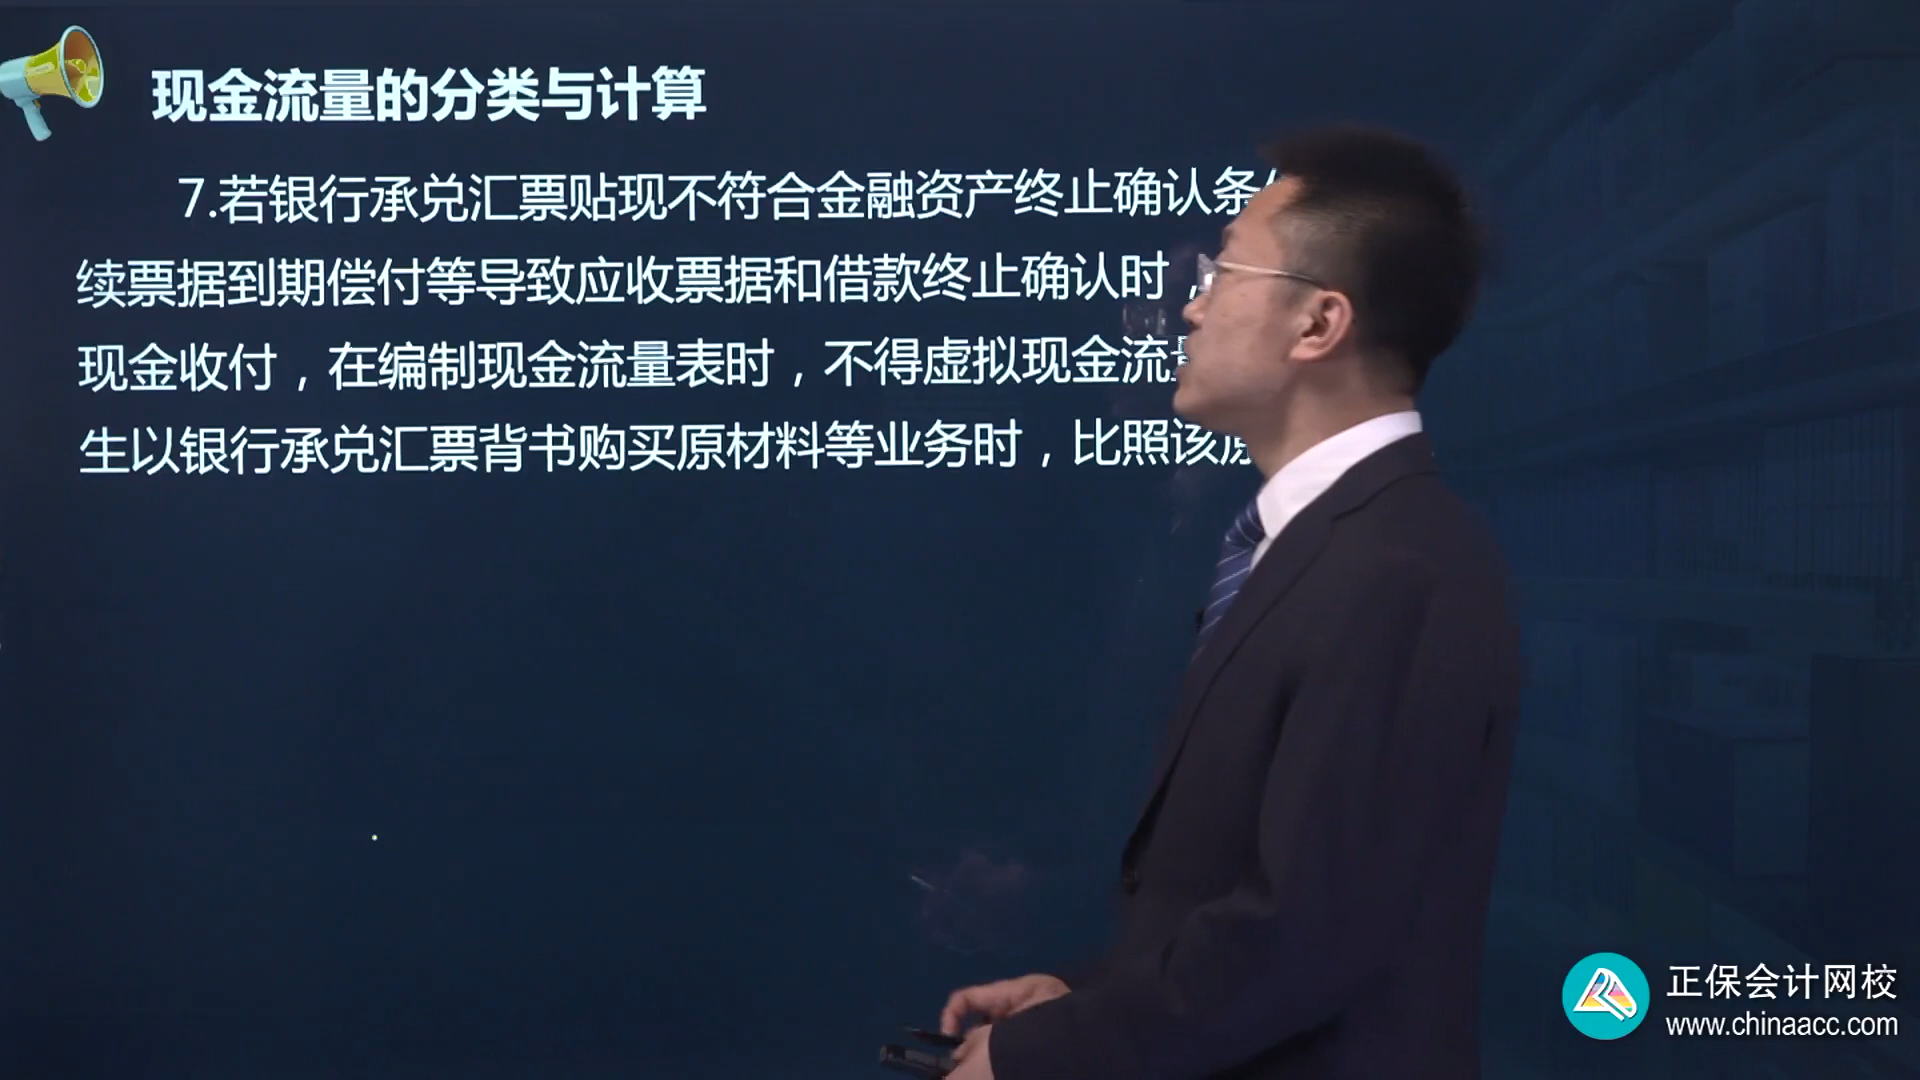 现金流量的分类与计算
7.若银行承兑汇票贴现不符合金融资产终止确认条
续票据到期偿付等导致应收票据和借款终止确认时，
现金收付，在编制现金流量表时，不得虚拟现金流量
生以银行承兑汇票背书购买原材料等业务时，比照该原
正保会计网校
www.chinaacc.com